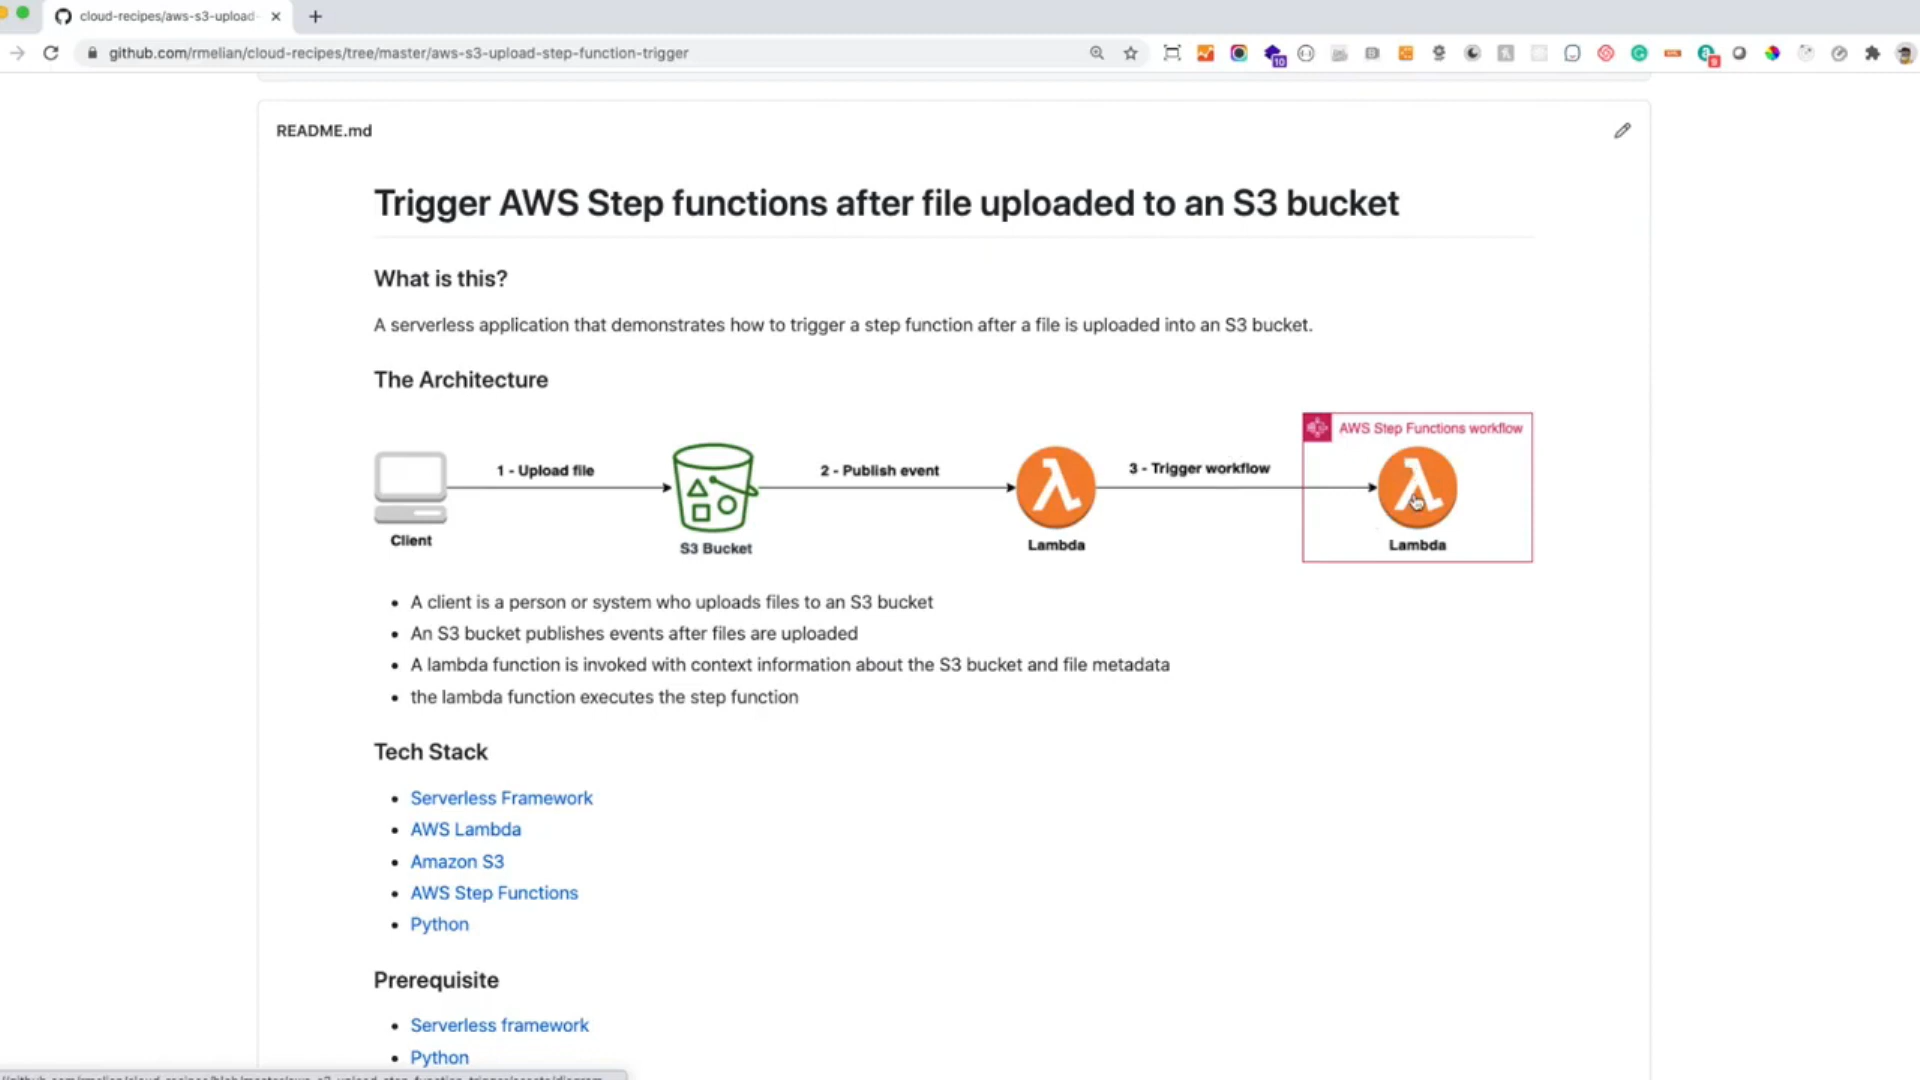 cloud-recipes/aws-s3-upload-
github.com/rmelian/cloud-recipes/tree/master/aws-s3-upload-step-function-trigger
10
9
README.md
Trigger AWS Step functions after file uploaded to an S3 bucket
What is this?
A serverless application that demonstrates how to trigger a step function after a file is uploaded into an S3 bucket.
The Architecture
AWS Step Functions workflow
1 - Upload file
2 - Publish event
3 - Trigger workflow
Client
S3 Bucket
Lambda
Lambda
A client is a person or system who uploads files to an S3 bucket
An S3 bucket publishes events after files are uploaded
A lambda function is invoked with context information about the S3 bucket and file metadata
the lambda function executes the step function
Tech Stack
Serverless Framework
AWS Lambda
Amazon S3
AWS Step Functions
Python
Prerequisite
Serverless framework
Python